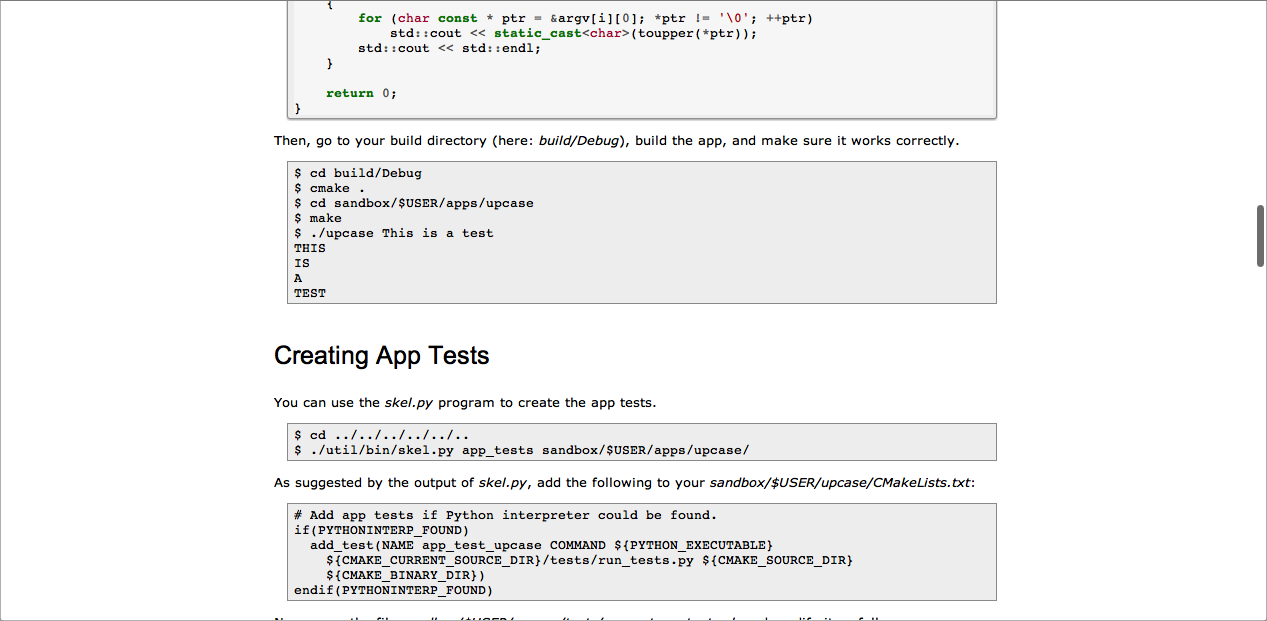 {
for (char const * ptr = &argv[i][0]; *ptr != '\0'; ++ptr)
std::cout << static_cast<char>(toupper(*ptr));
std::cout << std::endl;
}
return 0;
}
Then, go to your build directory (here: build/Debug), build the app, and make sure it works correctly.
$ cd build/Debug
$ cmake .
$ cd sandbox/$USER/apps/upcase
$ make
$ ./upcase This is a test
THIS
IS
A
TEST
Creating App Tests
You can use the skel.py program to create the app tests.
$ cd ../../../../../..
$ ./util/bin/skel.py app_tests sandbox/$USER/apps/upcase/
As suggested by the output of skel.py, add the following to your sandbox/$USER/upcase/CMakeLists.txt:
# Add app tests if Python interpreter could be found.
if(PYTHONINTERP_FOUND)
add_test(NAME app_test_upcase COMMAND ${PYTHON_EXECUTABLE}
${CMAKE_CURRENT_SOURCE_DIR}/tests/run_tests.py ${CMAKE_SOURCE_DIR}
${CMAKE_BINARY_DIR})
endif(PYTHONINTERP_FOUND)